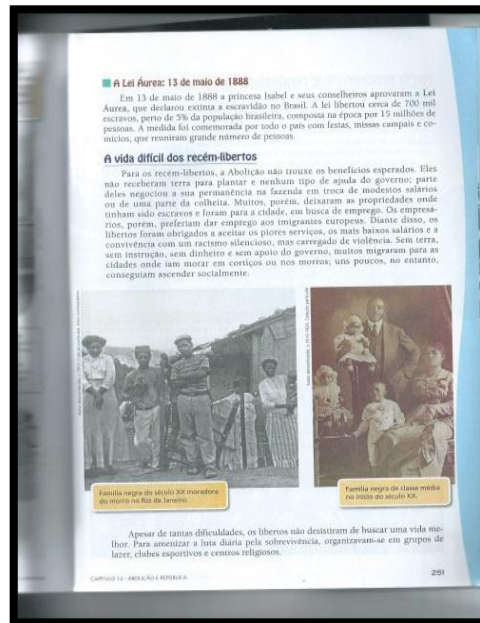 A Lei Áurea: 13 de maio de 1888
Em 13 de maio de 1888 a princesa Isabel e seus conselheiros aprovaram a Lei
Áurea, que declarou extinta a escravidão no Brasil. A lei libertou cerca de 700 mil
escravos, perto de 5% da população brasileira, composta na época por 15 milhões de
pessoas. A medida foi comemorada por todo o país com festas, missas campais e co-
mícios, que reuniram grande número de pessoas.
A vida difícil dos recém-libertos
Para os recém-libertos, a Abolição não trouxe os benefícios esperados. Eles
não receberam terra para plantar e nenhum tipo de ajuda do governo; parte
deles negociou a sua permanência na fazenda em troca de modestos salários
ou de uma parte da colheita. Muitos, porém, deixaram as propriedades onde
tinham sido escravos e foram para a cidade, em busca de emprego. Os empresá-
rios, porém, preferiam dar emprego aos imigrantes europeus. Diante disso, os
libertos foram obrigados a aceitar os piores serviços, os mais baixos salários e a
convivência com um racismo silencioso, mas carregado de violência. Sem terra,
sem instrução, sem dinheiro e sem apoio do governo, muitos migraram para as
cidades onde iam morar em cortiços ou nos morros; uns poucos, no entanto,
conseguiam ascender socialmente.
Família negra do século XX moradora
do morro no Rio de Janeiro.
Família negra de classe média
no início do século XX.
Apesar de tantas dificuldades, os libertos não desistiram de buscar uma vida me-
lhor. Para amenizar a luta diária pela sobrevivência, organizavam-se em grupos de
lazer, clubes esportivos e centros religiosos.
CAPÍTULO 13 - ABOLIÇÃO E REPÚBLICA
251